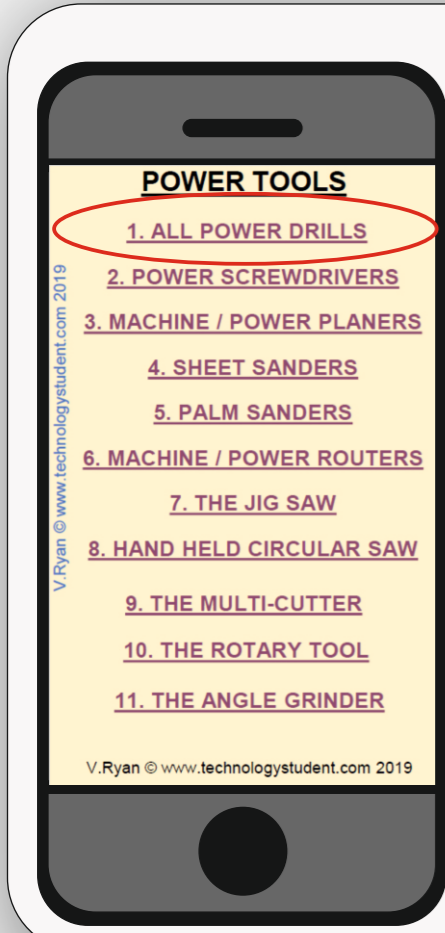 POWER TOOLS
1. ALL POWER DRILLS
2. POWER SCREWDRIVERS
3. MACHINE / POWER PLANERS
4. SHEET SANDERS
5. PALM SANDERS
6. MACHINE / POWER ROUTERS
7. THE JIG SAW
8. HAND HELD CIRCULAR SAW
9. THE MULTI-CUTTER
10. THE ROTARY TOOL
11. THE ANGLE GRINDER
V.Ryan © www.technologystudent.com 2019
V.Ryan © www.technologystudent.com 2019